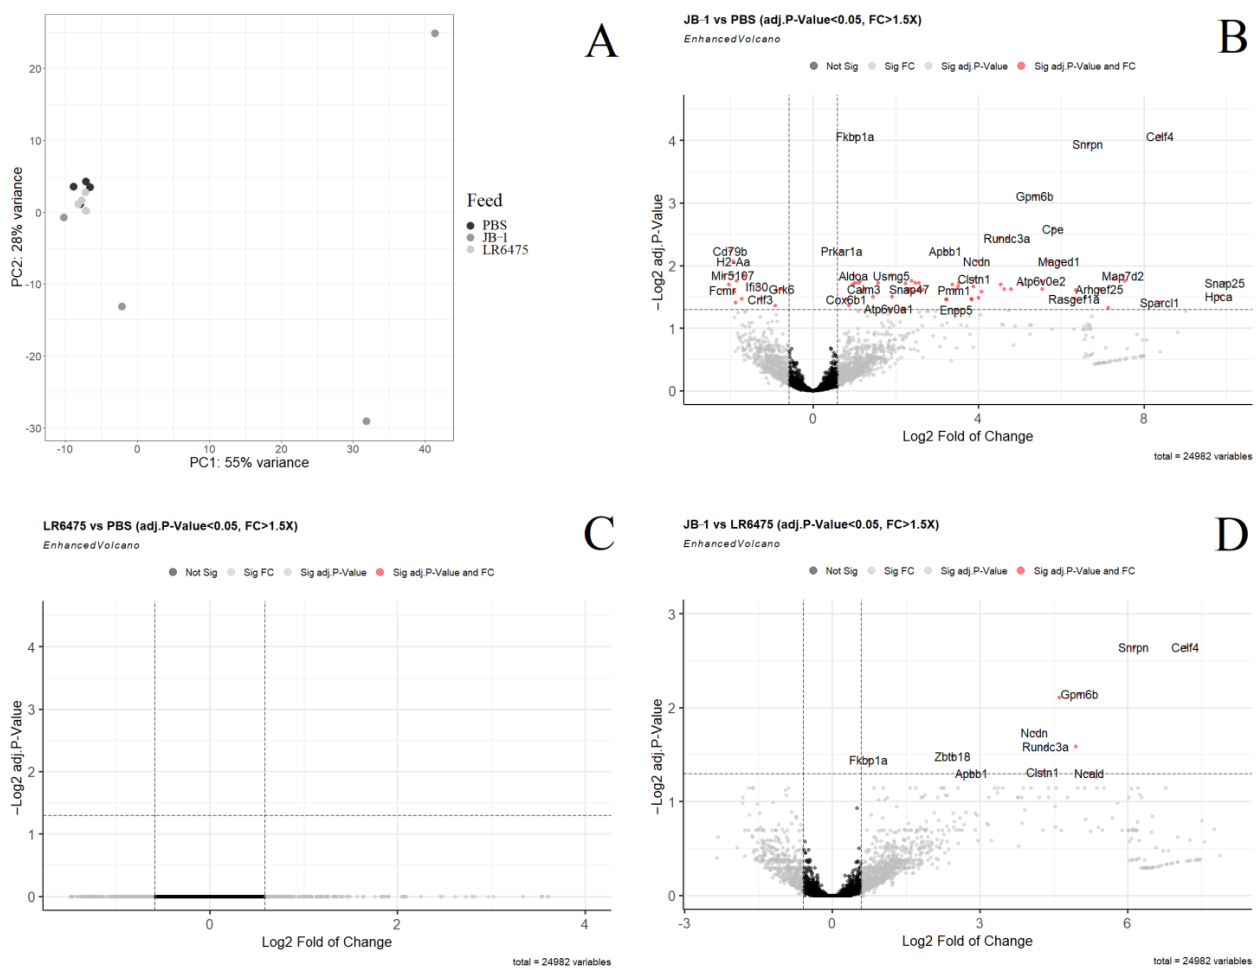 A
20
10
0
-10
-20
-30
-10
0
10
20
30
40
PC2: 28% variance
PC1: 55% variance
Feed
PBS
JB-1
LR6475
JB-1 vs PBS (adj.P-Value<0.05, FC>1.5X)
EnhancedVolcano
B
Not Sig
Sig FC
Sig adj.P-Value
Sig adj.P-Value and FC
−Log2 adj.P-Value
4
3
2
1
0
Fkbp1a
Celf4
Snrpn
Gpm6b
Cpe
Rundc3a
Cd79b
Prkar1a
Apbb1
H2-Aa
Ncdn
Maged1
Mir5107
Aldoa
Usmg5
Clstn1
Atp6v0e2
Map7d2
Snap25
Fcmr
Ifi30
Grk6
Calm3
Snap47
Pmm1
Arhgef25
Hpca
Crlf3
Cox6b1
Rasgef1a
Sparcl1
Atp6v0a1
Enpp5
0
4
8
Log2 Fold of Change
total = 24982 variables
LR6475 vs PBS (adj.P-Value<0.05, FC>1.5X)
EnhancedVolcano
C
Not Sig
Sig FC
Sig adj.P-Value
Sig adj.P-Value and FC
−Log2 adj.P-Value
4
3
2
1
0
0
2
4
Log2 Fold of Change
total = 24982 variables
JB-1 vs LR6475 (adj.P-Value<0.05, FC>1.5X)
EnhancedVolcano
D
Not Sig
Sig FC
Sig adj.P-Value
Sig adj.P-Value and FC
−Log2 adj.P-Value
3
2
1
0
Snrpn
Celf4
Gpm6b
Ncdn
Rundc3a
Fkbp1a
Zbtb18
Apbb1
Clstn1
Ncald
-3
0
3
6
Log2 Fold of Change
total = 24982 variables